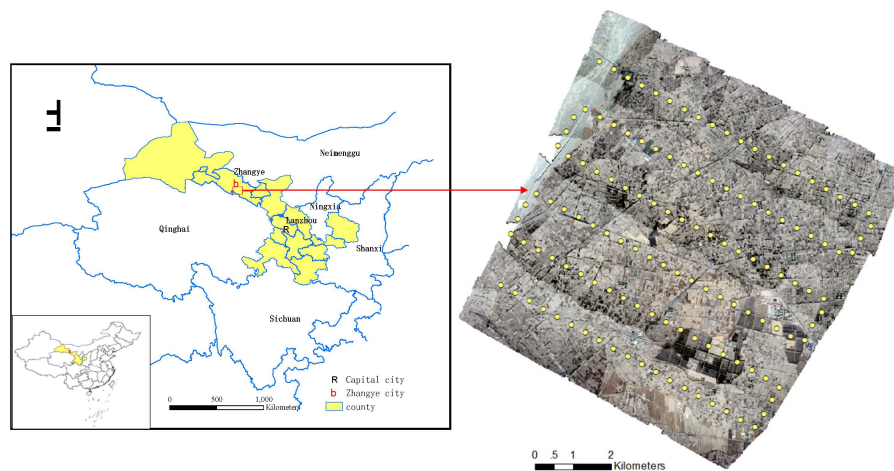 Neimenggu
Zhangye
b
Ningxia
Lanzhou
R
Qinghai
Shanxi
Sichuan
R Capital city
b Zhangye city
county
0 500 1,000
Kilometers
0 .5 1 2
Kilometers